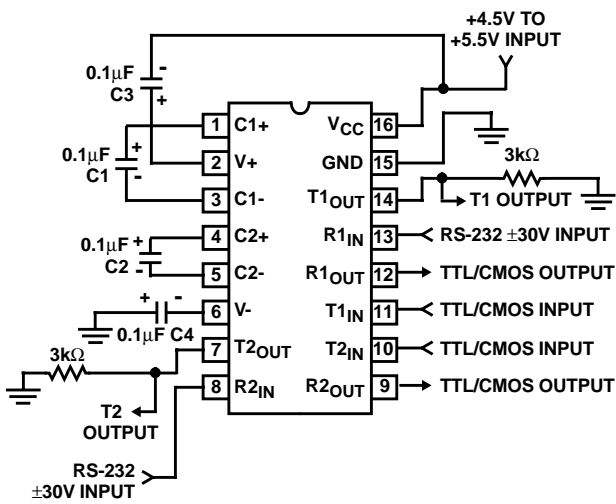 +4.5V TO
+5.5V INPUT
0.1µF
C3
-
+
0.1µF
C1
+
-
0.1µF
C2
+
-
+ -
0.1µF C4
3kΩ
T2
OUTPUT
RS-232
±30V INPUT
1 C1+
2 V+
3 C1-
4 C2+
5 C2-
6 V-
7 T2OUT
8 R2IN
VCC 16
GND 15
T1OUT 14
R1IN 13
R1OUT 12
T1IN 11
T2IN 10
R2OUT 9
3kΩ
T1 OUTPUT
RS-232 ±30V INPUT
TTL/CMOS OUTPUT
TTL/CMOS INPUT
TTL/CMOS INPUT
TTL/CMOS OUTPUT